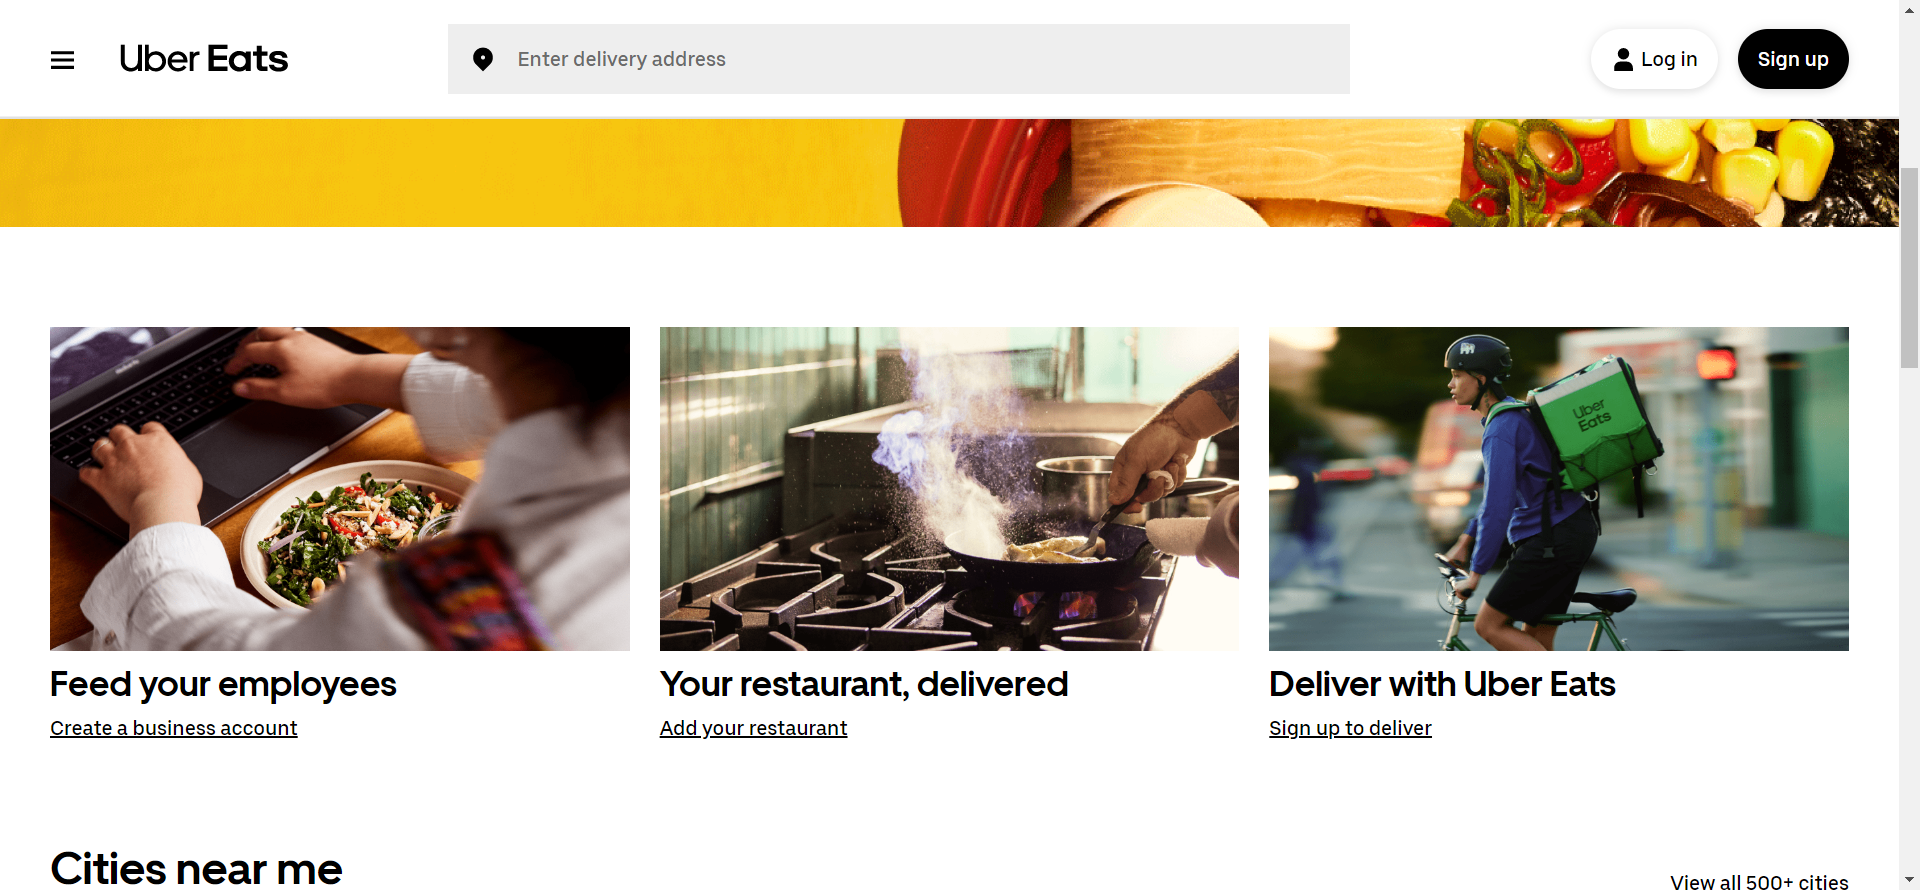 Uber Eats
Enter delivery address
Log in
Sign up
Uber
Eats
Feed your employees
Your restaurant, delivered
Deliver with Uber Eats
Create a business account
Add your restaurant
Sign up to deliver
Cities near me
View all 500+ cities